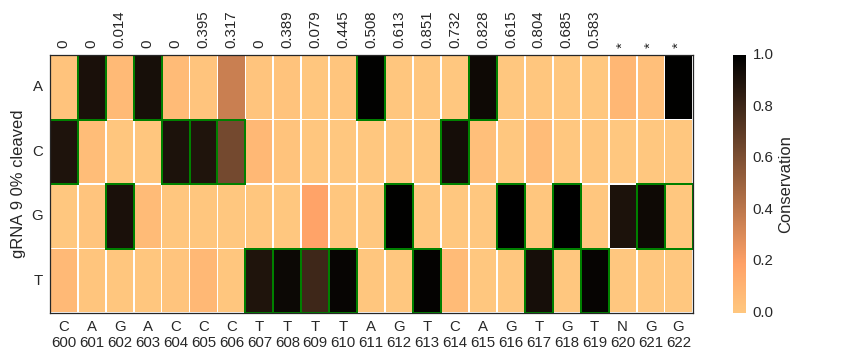 0 0 0.014 0 0 0.395 0.317 0 0.389 0.079 0.445 0.508 0.613 0.851 0.732 0.828 0.615 0.804 0.685 0.583 * * *
gRNA 9 0% cleaved
A
C
G
T
C A G A C C C T T T T A G T C A G T G T N G G
600 601 602 603 604 605 606 607 608 609 610 611 612 613 614 615 616 617 618 619 620 621 622
1.0
0.8
0.6
0.4
0.2
0.0
Conservation